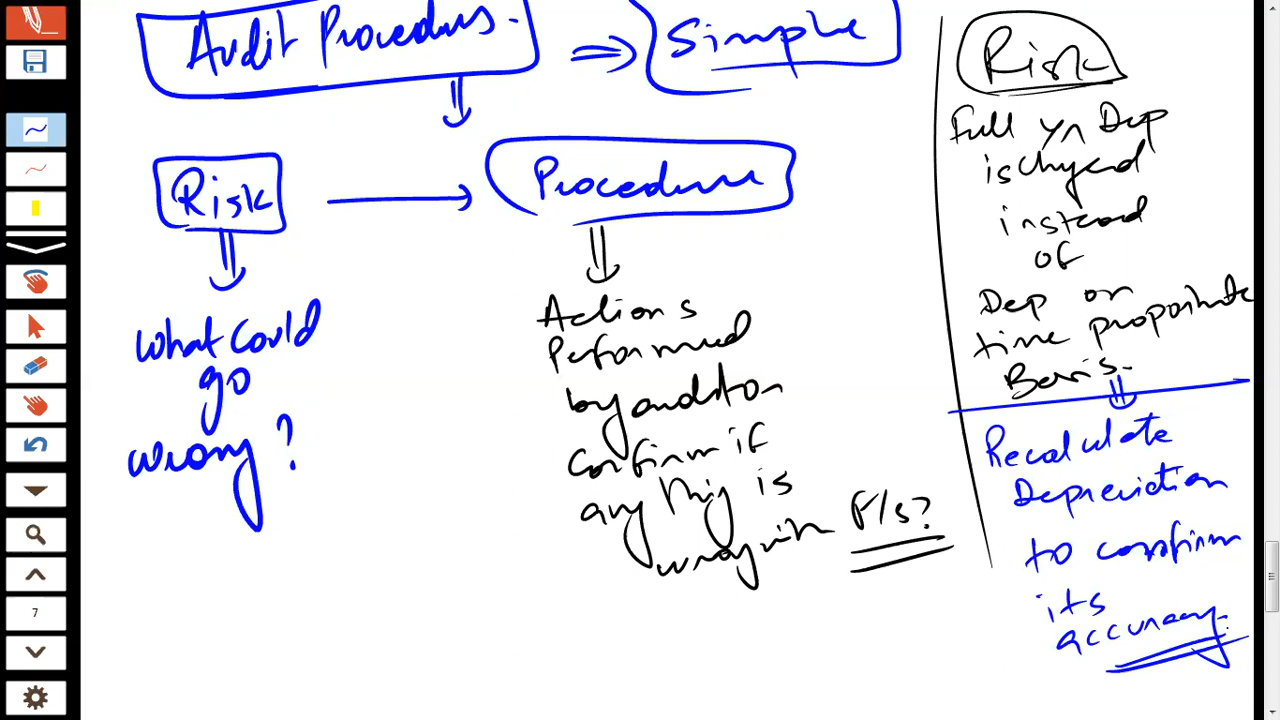 Audit Procedures.
Simple
Risk
Procedure
What Could
go
wrong?
Actions
Performed
by auditor
Confirm if
any thing is
wrong with F/s?
Risk
Full yr Dep
is charged
instead
of
Dep on
time proportionate
Basis.
Recalculate
Depreciation
to confirm
its
accuracy.
7